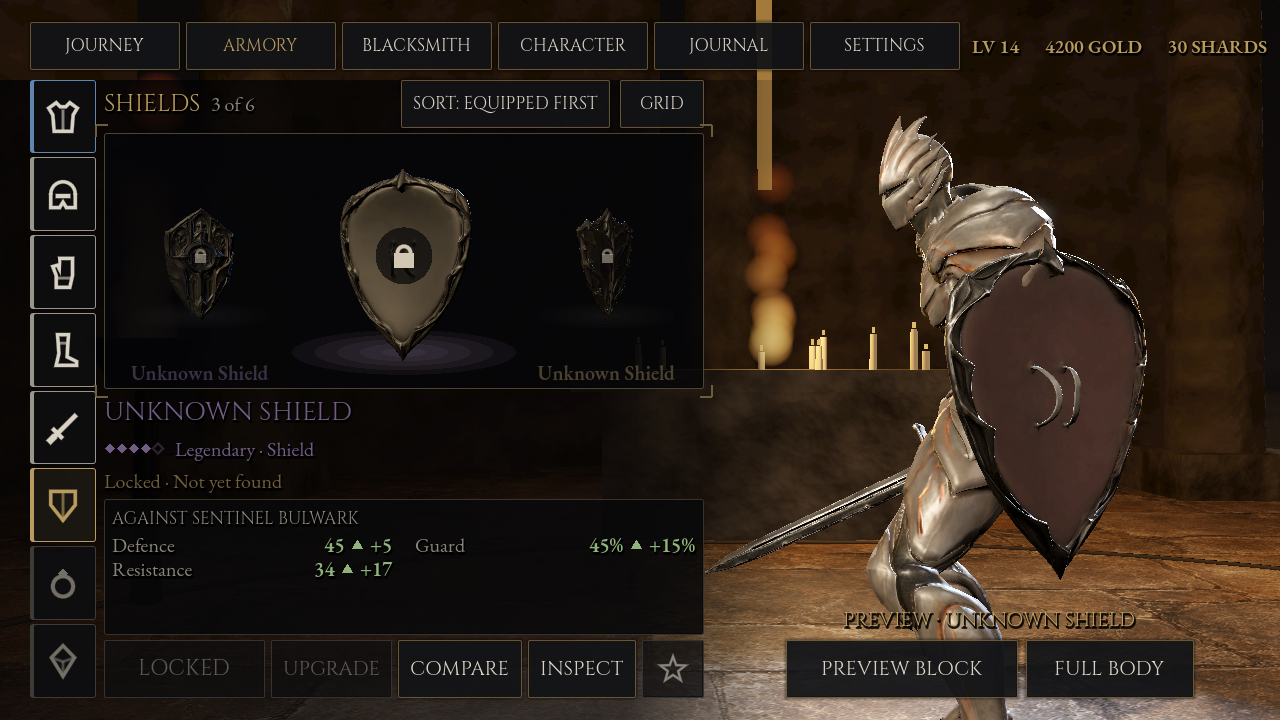 JOURNEY ARMORY BLACKSMITH CHARACTER JOURNAL SETTINGS LV 14 4200 GOLD 30 SHARDS
SHIELDS 3 of 6 SORT: EQUIPPED FIRST GRID
Unknown Shield Unknown Shield
UNKNOWN SHIELD
Legendary · Shield
Locked · Not yet found
AGAINST SENTINEL BULWARK
Defence 45 ▲ +5 Guard 45% ▲ +15%
Resistance 34 ▲ +17
PREVIEW · UNKNOWN SHIELD
LOCKED UPGRADE COMPARE INSPECT PREVIEW BLOCK FULL BODY